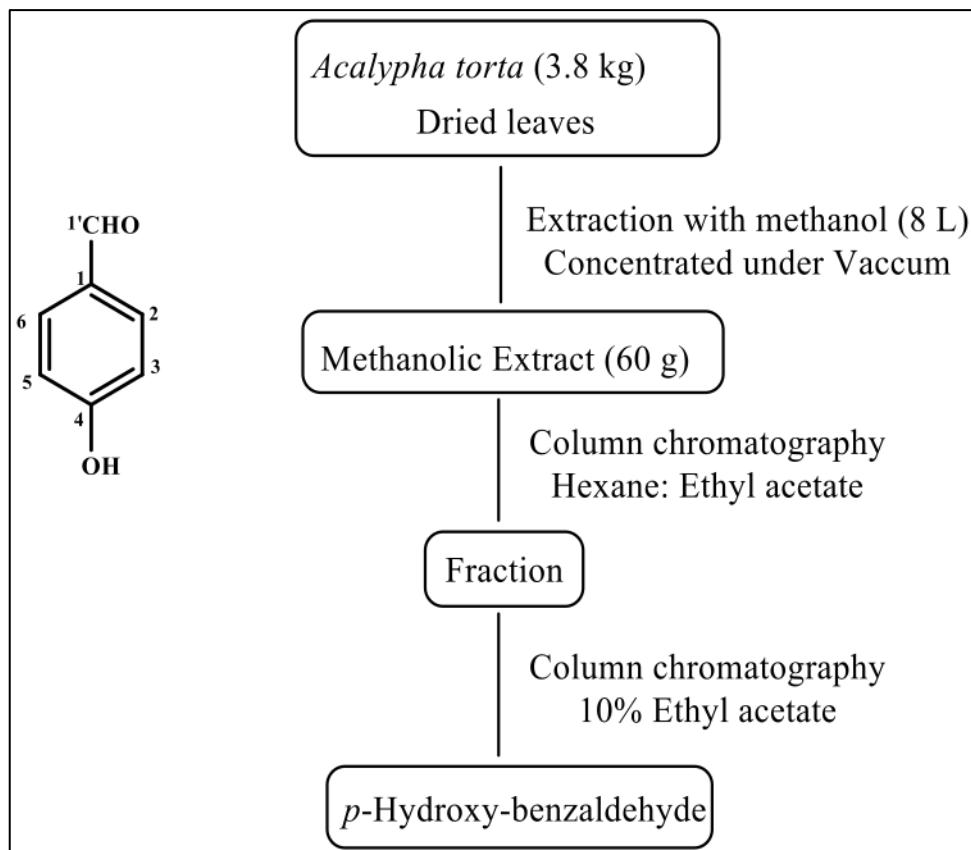 Acalypha torta (3.8 kg)
Dried leaves
Extraction with methanol (8 L)
Concentrated under Vaccum
1'CHO
1
6
2
5
3
4
OH
Methanolic Extract (60 g)
Column chromatography
Hexane: Ethyl acetate
Fraction
Column chromatography
10% Ethyl acetate
p-Hydroxy-benzaldehyde